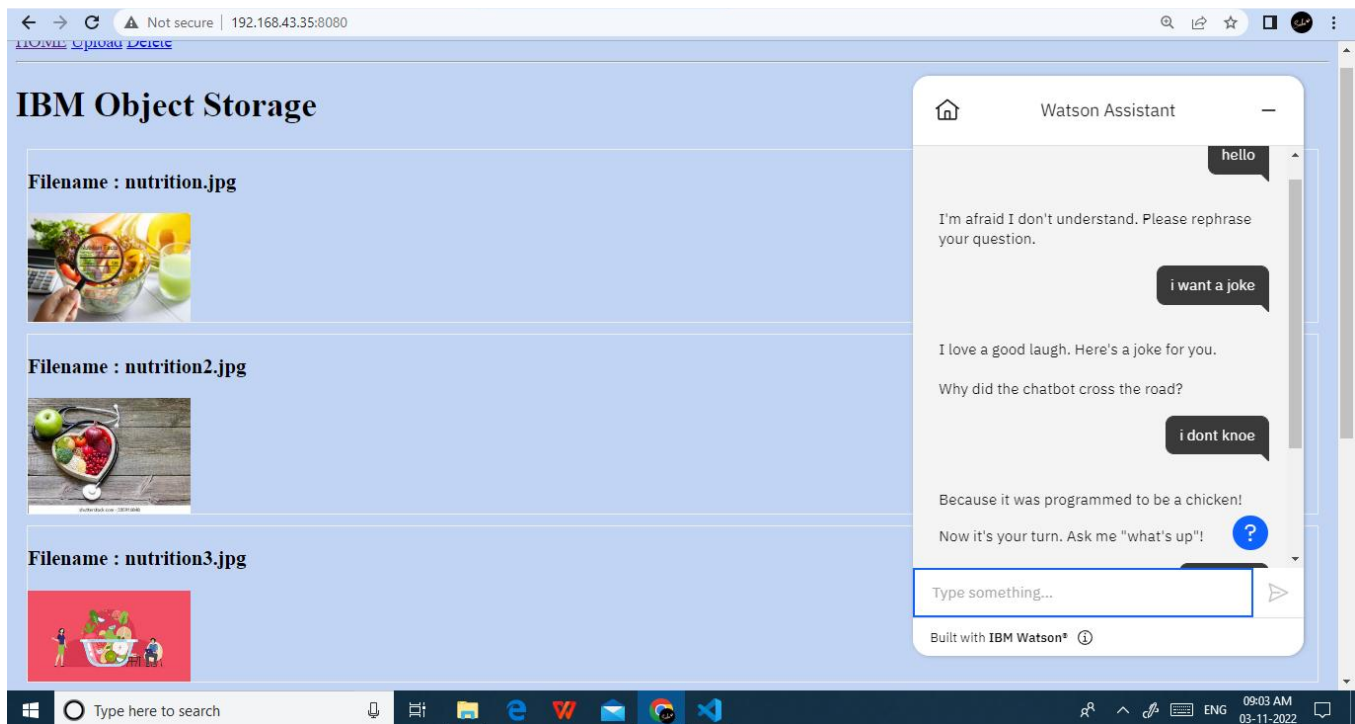 Not secure | 192.168.43.35:8080
HOME Upload Delete
IBM Object Storage
Filename : nutrition.jpg
Filename : nutrition2.jpg
Filename : nutrition3.jpg
Watson Assistant
hello
I'm afraid I don't understand. Please rephrase
your question.
i want a joke
I love a good laugh. Here's a joke for you.
Why did the chatbot cross the road?
i dont knoe
Because it was programmed to be a chicken!
Now it's your turn. Ask me "what's up"!
?
Type something...
Built with IBM Watson®
Type here to search
ENG
09:03 AM
03-11-2022